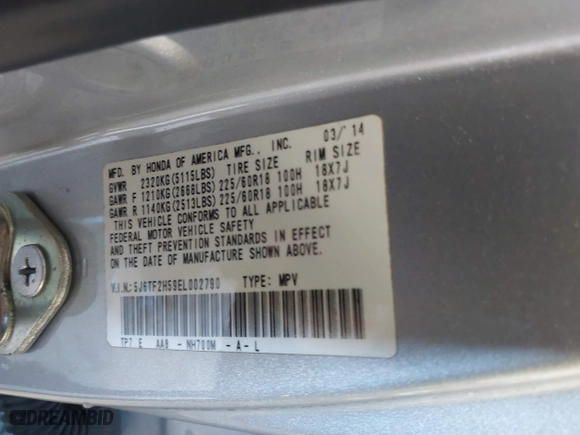 MFD. BY HONDA OF AMERICA MFG., INC. 03/'14
GVWR 2320KG(5115LBS) TIRE SIZE RIM SIZE
GAWR F 1210KG(2668LBS) 225/60R18 100H 18X7J
GAWR R 1140KG(2513LBS) 225/60R18 100H 18X7J
THIS VEHICLE CONFORMS TO ALL APPLICABLE
FEDERAL MOTOR VEHICLE SAFETY
AND THEFT PREVENTION STANDARDS IN EFFECT
ON THE DATE OF MANUFACTURE SHOWN ABOVE.
V.I.N.:5J6TF2H59EL002790 TYPE: MPV
TP7 E AA9 - NH700M - A - L
DREAMBID